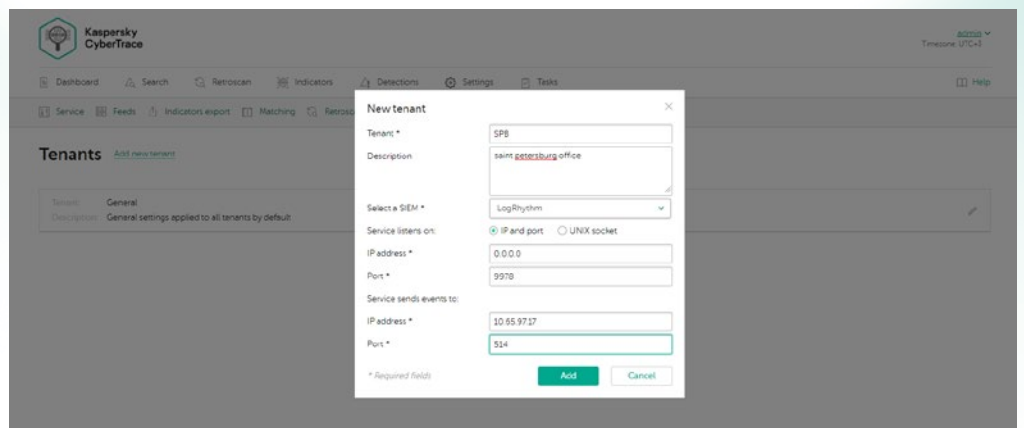 Kaspersky
CyberTrace
admin
Timezone: UTC+3
Dashboard Search Retroscan Indicators Detections Settings Tasks Help
Service Feeds Indicators export Matching Retrosc
Tenants Add new tenant
Tenant: General
Description: General settings applied to all tenants by default
New tenant
Tenant * SPB
Description saint petersburg office
Select a SIEM * LogRhythm
Service listens on: IP and port UNIX socket
IP address * 0.0.0.0
Port * 9978
Service sends events to:
IP address * 10.65.97.17
Port * 514
* Required fields Add Cancel